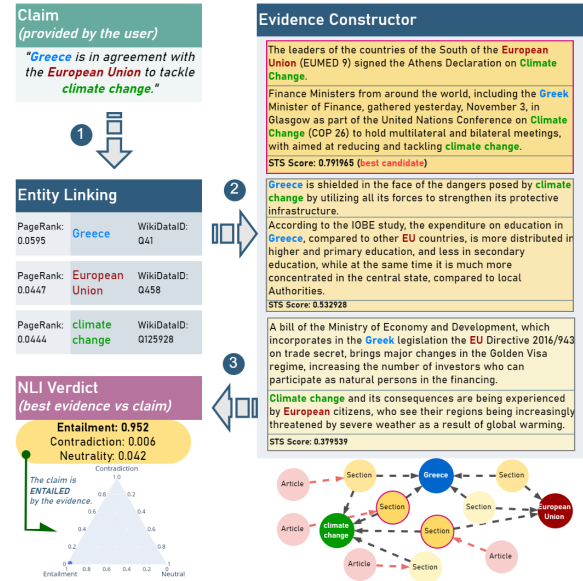 Claim
(provided by the user)
"Greece is in agreement with
the European Union to tackle
climate change."
1
Entity Linking
PageRank:
0.0595
Greece
WikiDataID:
Q41
PageRank:
0.0447
European
Union
WikiDataID:
Q458
PageRank:
0.0444
climate
change
WikiDataID:
Q125928
2
Evidence Constructor
The leaders of the countries of the South of the European
Union (EUMED 9) signed the Athens Declaration on Climate
Change.
Finance Ministers from around the world, including the Greek
Minister of Finance, gathered yesterday, November 3, in
Glasgow as part of the United Nations Conference on Climate
Change (COP 26) to hold multilateral and bilateral meetings,
with aimed at reducing and tackling climate change.
STS Score: 0.791965 (best candidate)
Greece is shielded in the face of the dangers posed by climate
change by utilizing all its forces to strengthen its protective
infrastructure.
According to the IOBE study, the expenditure on education in
Greece, compared to other EU countries, is more distributed in
higher and primary education, and less in secondary
education, while at the same time it is much more
concentrated in the central state, compared to local
Authorities.
STS Score: 0.532928
A bill of the Ministry of Economy and Development, which
incorporates in the Greek legislation the EU Directive 2016/943
on trade secret, brings major changes in the Golden Visa
regime, increasing the number of investors who can
participate as natural persons in the financing.
Climate change and its consequences are being experienced
by European citizens, who see their regions being increasingly
threatened by severe weather as a result of global warming.
STS Score: 0.379539
3
NLI Verdict
(best evidence vs claim)
Entailment: 0.952
Contradiction: 0.006
Neutrality: 0.042
The claim is
ENTAILED
by the evidence.
Contradiction
1.0
0.8
0.6
0.4
0.2
0
0
0.2
0.4
0.6
0.8
1
1
0.8
0.6
0.4
0.2
0
Entailment
Neutral
Article
Section
Greece
Section
Article
Section
Section
European
Union
climate
change
Section
Article
Section
Article